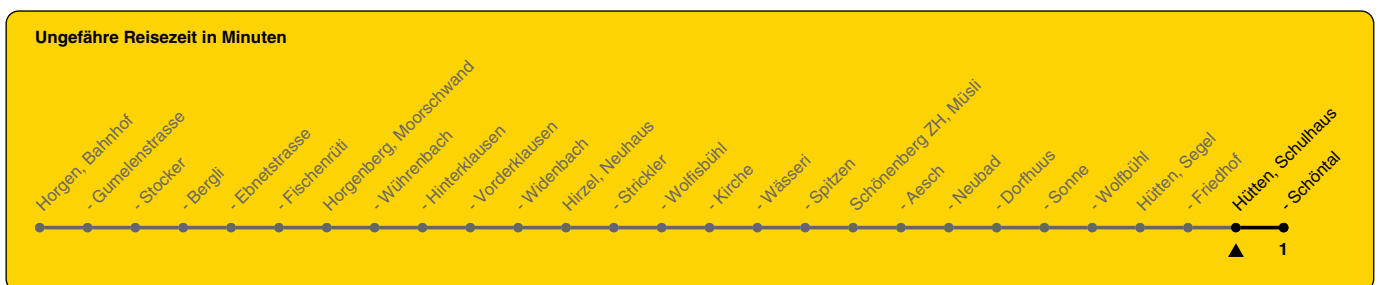 Ungefähre Reisezeit in Minuten
Horgen, Bahnhof
- Gumelenstrasse
- Stocker
- Bergli
- Ebnetstrasse
- Fischenrüti
Horgenberg, Moorschwand
- Wührenbach
- Hinterklausen
- Vorderklausen
- Widenbach
Hirzel, Neuhaus
- Strickler
- Wolfisbühl
- Kirche
- Wässeri
- Spitzen
Schönenberg ZH, Müsli
- Aesch
- Neubad
- Dorfhuus
- Sonne
- Wolfbühl
Hütten, Segel
- Friedhof
Hütten, Schulhaus
- Schöntal
1